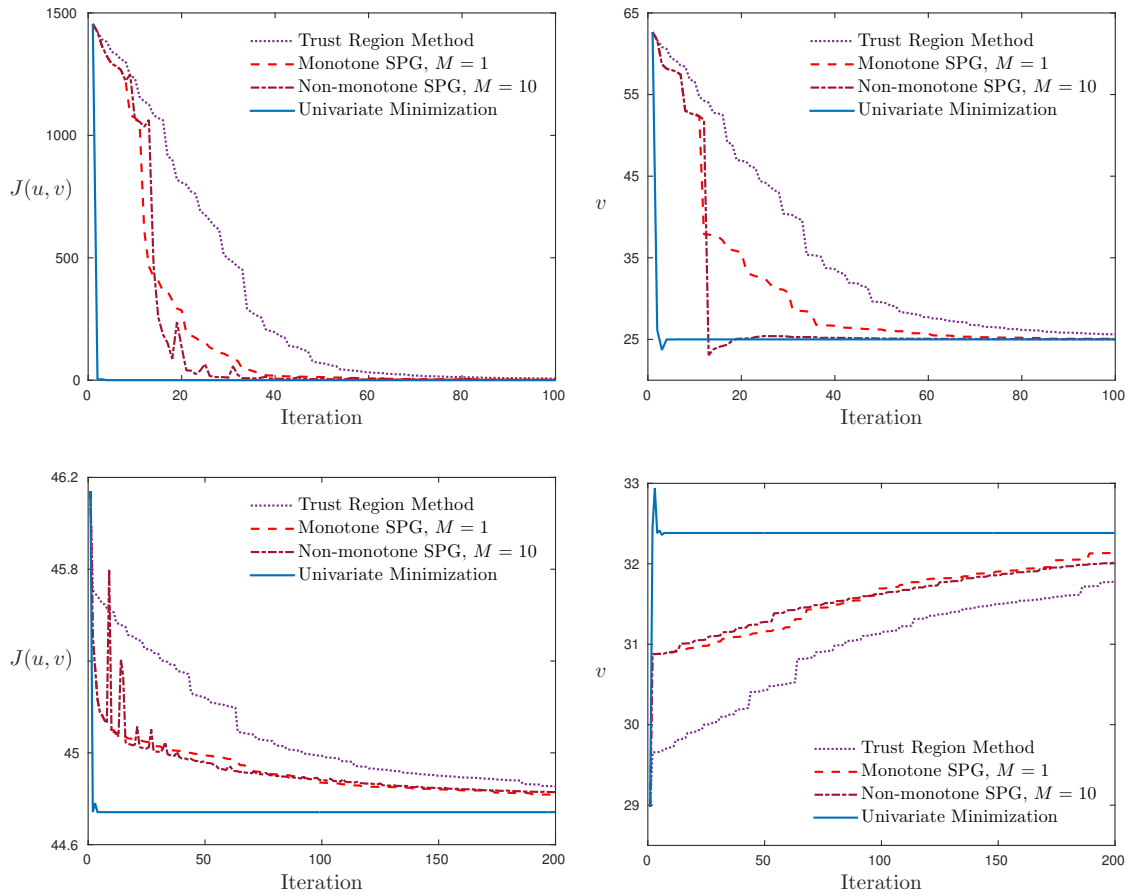 1500
1000
500
0
J(u, v)
0
20
40
60
80
100
Iteration
Trust Region Method
Monotone SPG, M = 1
Non-monotone SPG, M = 10
Univariate Minimization
65
55
45
35
25
v
0
20
40
60
80
100
Iteration
Trust Region Method
Monotone SPG, M = 1
Non-monotone SPG, M = 10
Univariate Minimization
46.2
45.8
J(u, v)
45
44.6
0
50
100
150
200
Iteration
Trust Region Method
Monotone SPG, M = 1
Non-monotone SPG, M = 10
Univariate Minimization
33
32
31
v
30
29
0
50
100
150
200
Iteration
Trust Region Method
Monotone SPG, M = 1
Non-monotone SPG, M = 10
Univariate Minimization